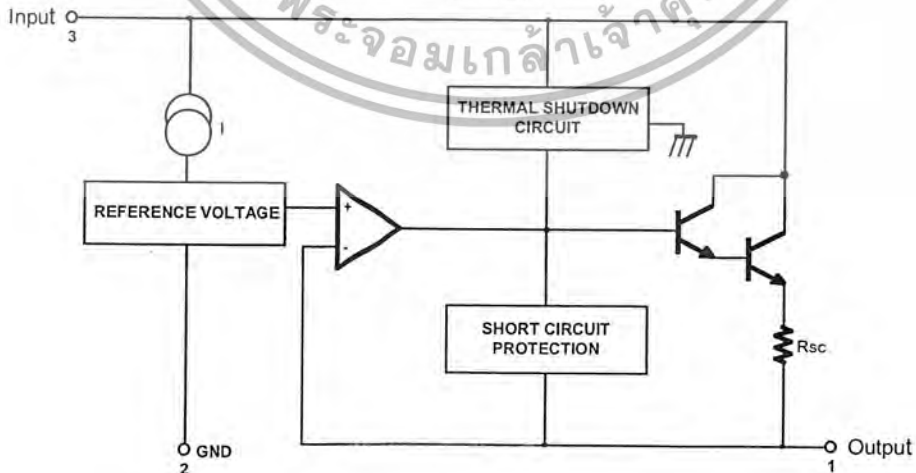 Input
3
พระจอมเกล้าเจ้าคุ
THERMAL SHUTDOWN
CIRCUIT
I
REFERENCE VOLTAGE
+
-
SHORT CIRCUIT
PROTECTION
Rsc
GND
2
Output
1